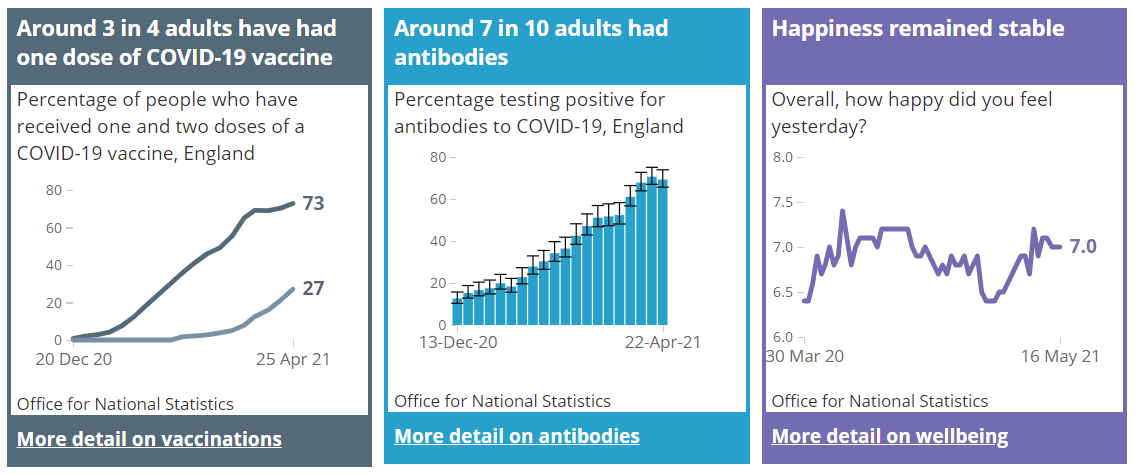 Around 3 in 4 adults have had
one dose of COVID-19 vaccine
Percentage of people who have
received one and two doses of a
COVID-19 vaccine, England
80
60
40
20
0
73
27
20 Dec 20
25 Apr 21
Office for National Statistics
More detail on vaccinations
Around 7 in 10 adults had
antibodies
Percentage testing positive for
antibodies to COVID-19, England
80
60
40
20
0
13-Dec-20
22-Apr-21
Office for National Statistics
More detail on antibodies
Happiness remained stable
Overall, how happy did you feel
yesterday?
8.0
7.5
7.0
6.5
6.0
7.0
30 Mar 20
16 May 21
Office for National Statistics
More detail on wellbeing